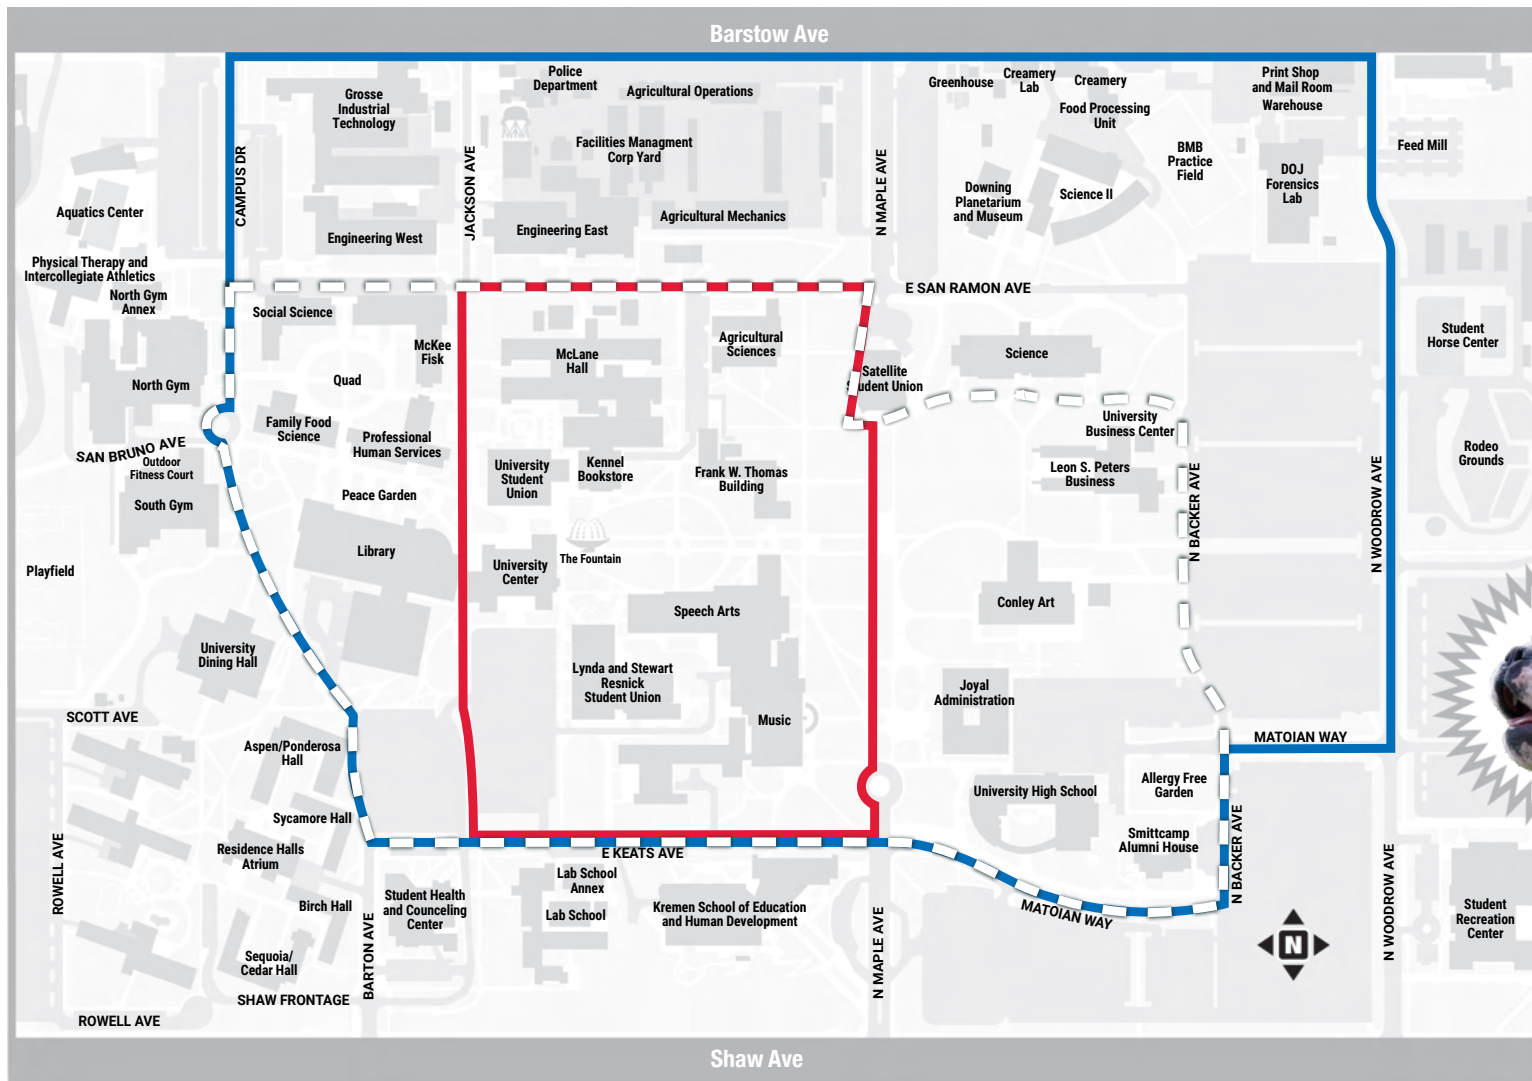 Barstow Ave
Police
Department
Agricultural Operations
Grosse
Industrial
Technology
Facilities Managment
Corp Yard
Greenhouse
Creamery
Lab
Creamery
Food Processing
Unit
Print Shop
and Mail Room
Warehouse
BMB
Practice
Field
DOJ
Forensics
Lab
Feed Mill
CAMPUS DR
JACKSON AVE
N MAPLE AVE
Aquatics Center
Engineering West
Engineering East
Agricultural Mechanics
Downing
Planetarium
and Museum
Science II
Physical Therapy and
Intercollegiate Athletics
North Gym
Annex
Social Science
E SAN RAMON AVE
McKee
Fisk
McLane
Hall
Agricultural
Sciences
Science
Student
Horse Center
Satellite
Student Union
North Gym
Quad
Family Food
Science
Professional
Human Services
University
Business Center
SAN BRUNO AVE
Outdoor
Fitness Court
South Gym
Peace Garden
University
Student
Union
Kennel
Bookstore
Frank W. Thomas
Building
Leon S. Peters
Business
N BACKER AVE
N WOODROW AVE
Rodeo
Grounds
Playfield
Library
University
Center
The Fountain
Speech Arts
Conley Art
University
Dining Hall
Lynda and Stewart
Resnick
Student Union
Music
Joyal
Administration
SCOTT AVE
MATOIAN WAY
Aspen/Ponderosa
Hall
University High School
Allergy Free
Garden
Sycamore Hall
Smittcamp
Alumni House
N BACKER AVE
ROWELL AVE
Residence Halls
Atrium
E KEATS AVE
Birch Hall
Student Health
and Counceling
Center
Lab School
Annex
Lab School
Kremen School of Education
and Human Development
MATOIAN WAY
N WOODROW AVE
Student
Recreation
Center
Sequoia/
Cedar Hall
BARTON AVE
N MAPLE AVE
N
SHAW FRONTAGE
ROWELL AVE
Shaw Ave